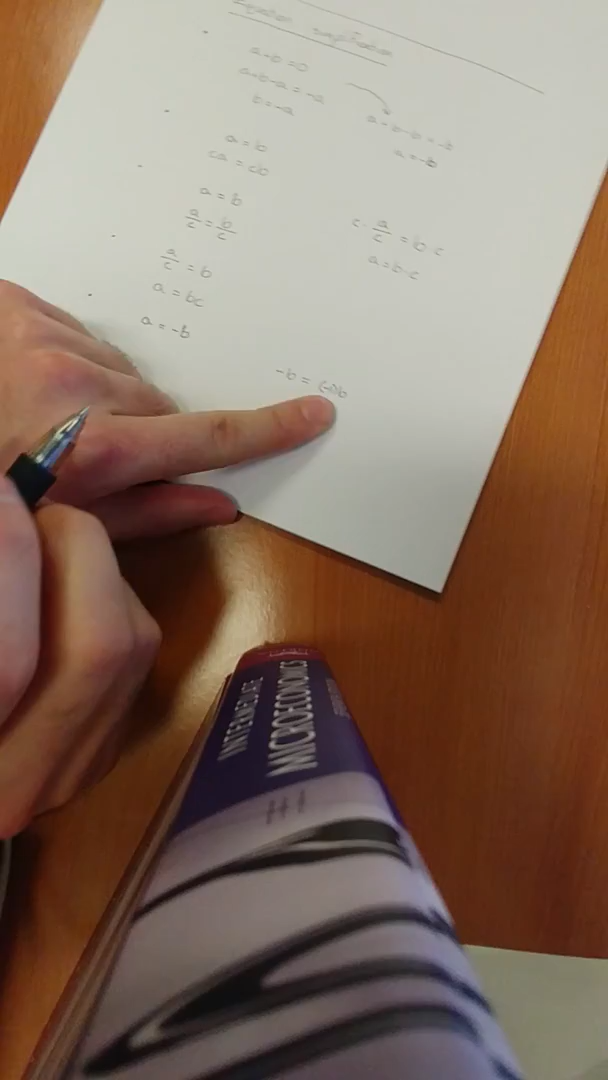 Equation simplification
a+b=0
a+b-a=-a
b=-a
a+b-b=-b
a=-b
a=b
ca=cb
a=b
a/c=b/c
c·a/c=b·c
a=b·c
a/c=b
a=bc
a=-b
-b=(-1)b
INTERMEDIATE
MICROECONOMICS